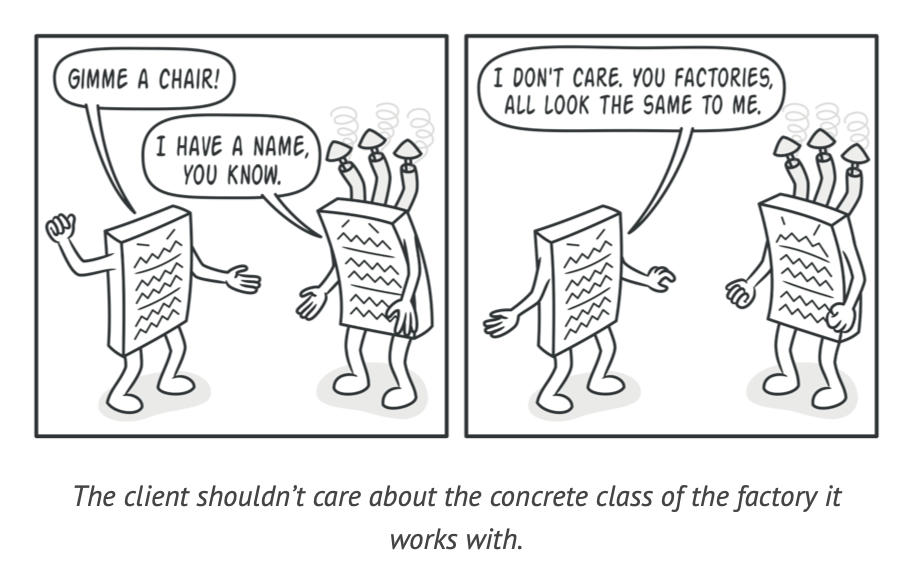 GIMME A CHAIR!
I HAVE A NAME,
YOU KNOW.
I DON'T CARE. YOU FACTORIES,
ALL LOOK THE SAME TO ME.
The client shouldn’t care about the concrete class of the factory it
works with.